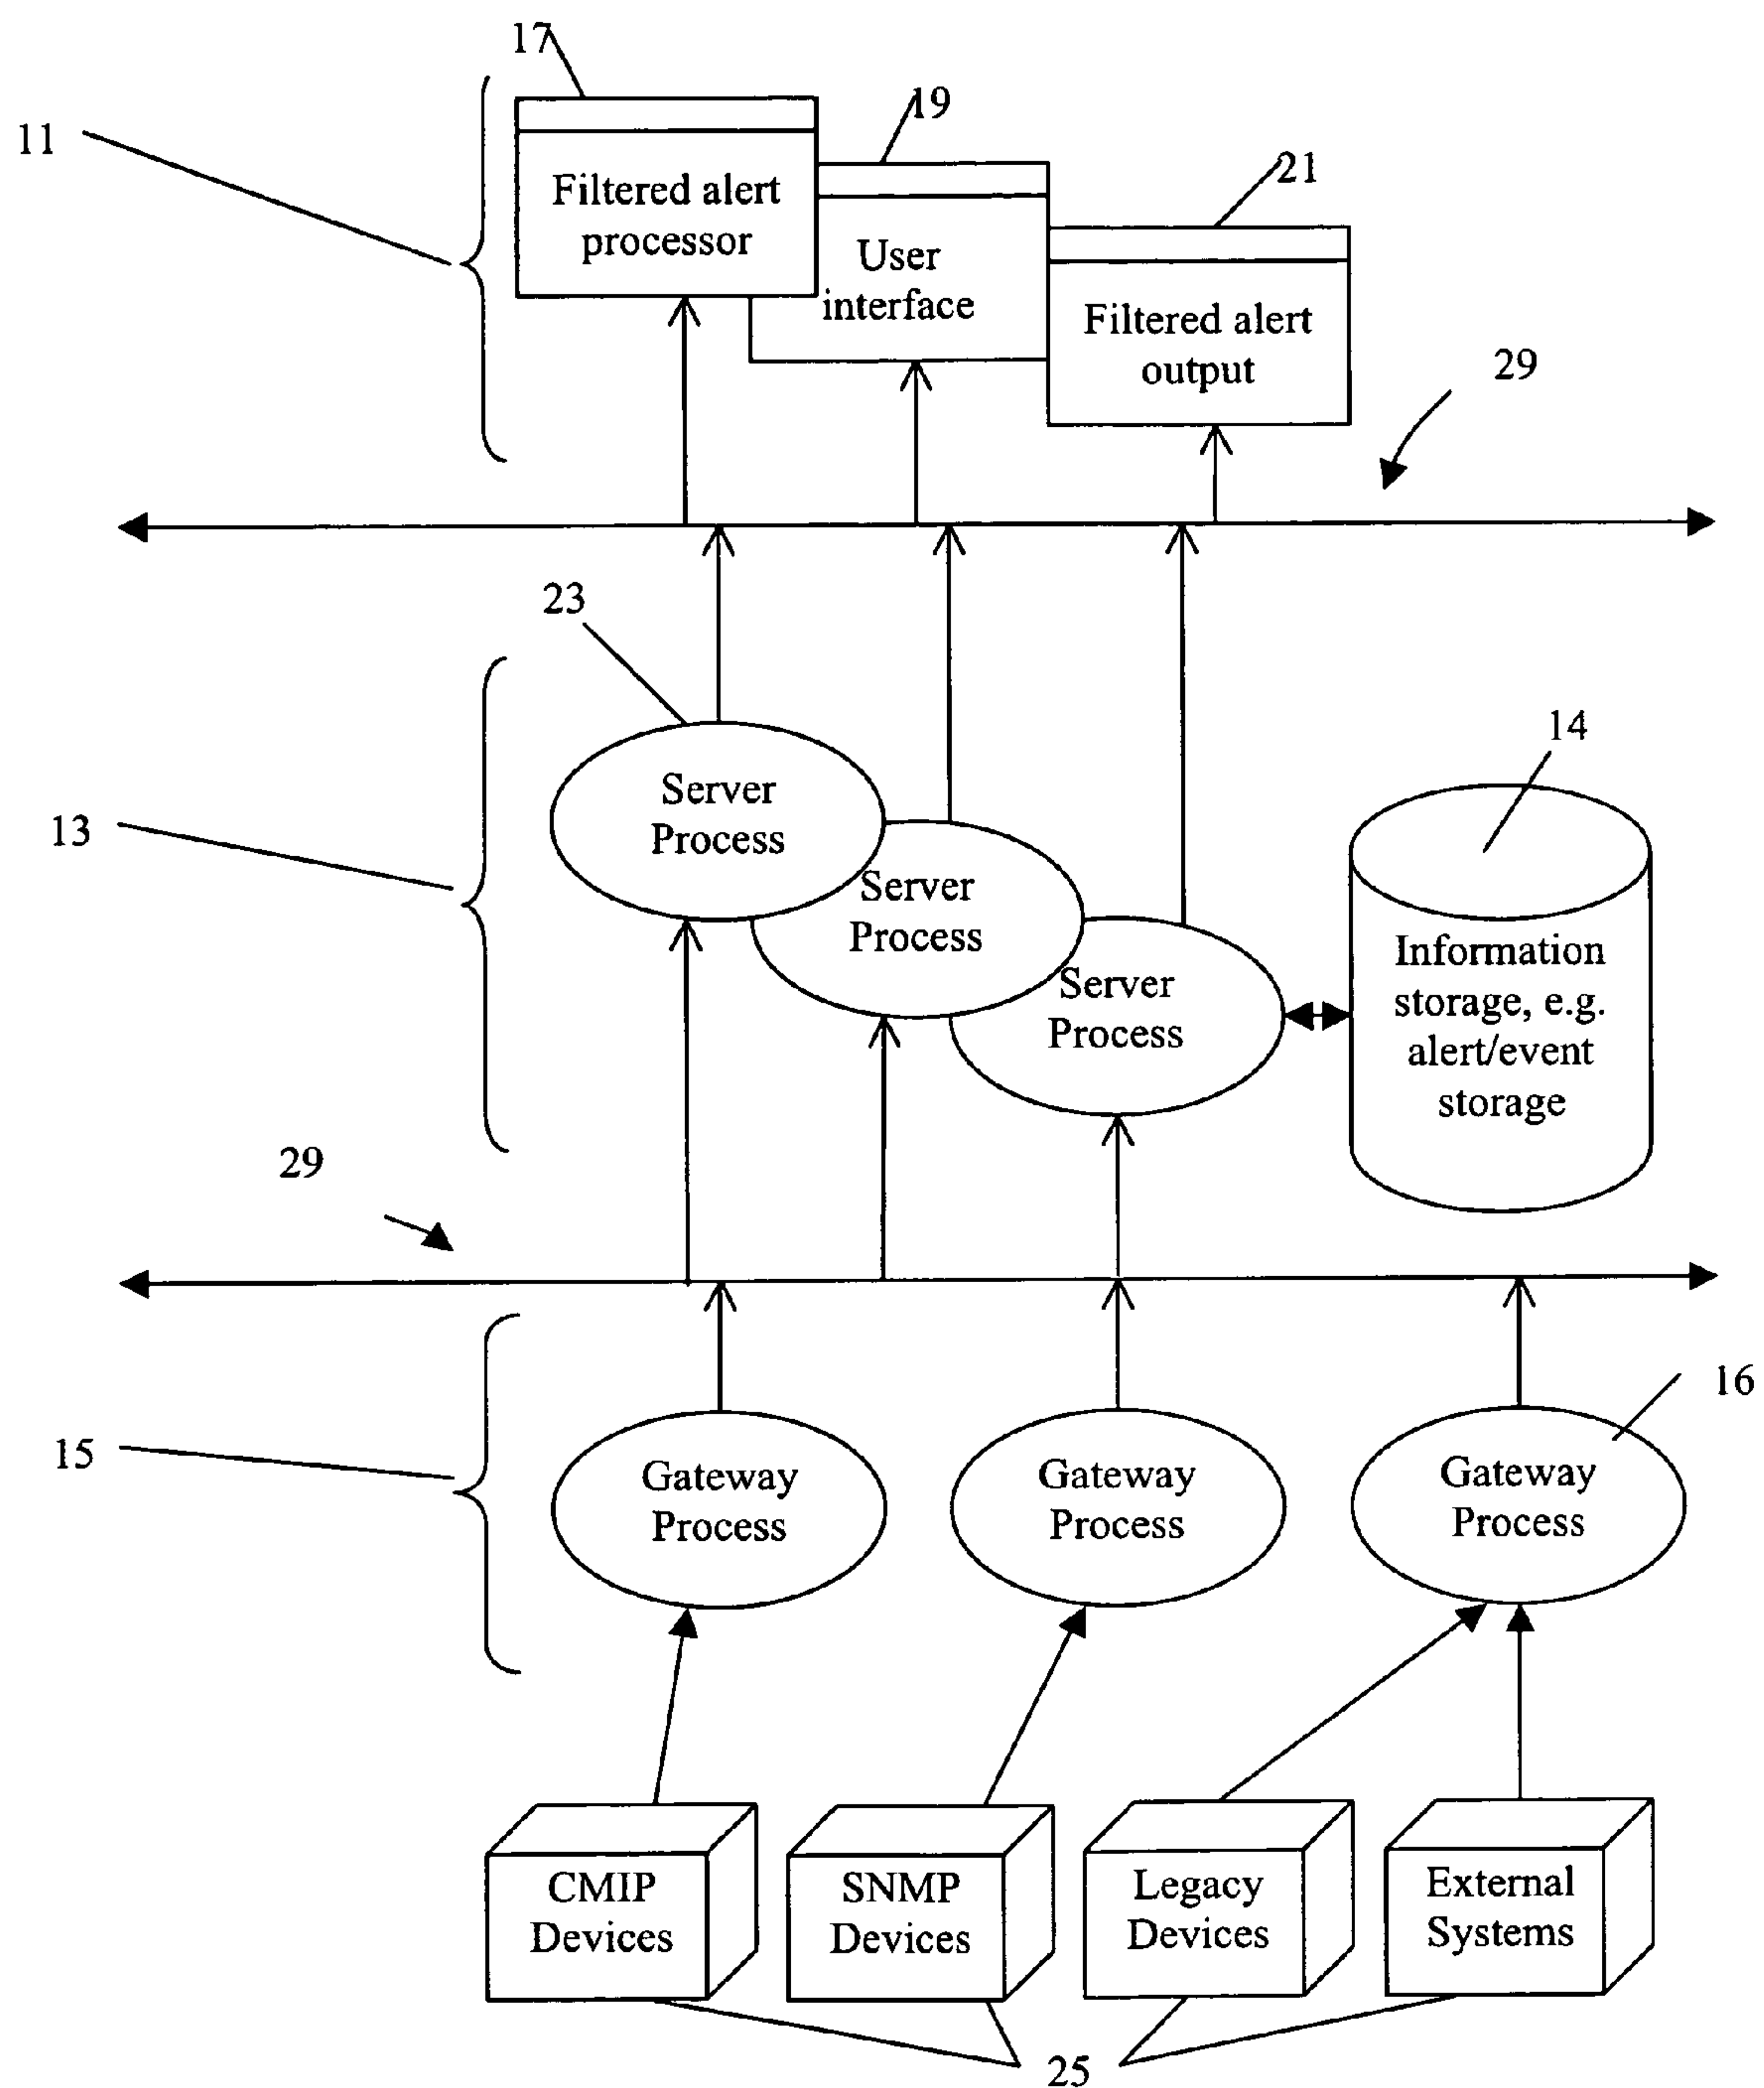 17
19
11
21
Filtered alert
processor
User
interface
Filtered alert
output
29
23
14
13
Server
Process
Server
Process
Server
Process
Information
storage, e.g.
alert/event
storage
29
16
15
Gateway
Process
Gateway
Process
Gateway
Process
CMIP
Devices
SNMP
Devices
Legacy
Devices
External
Systems
25